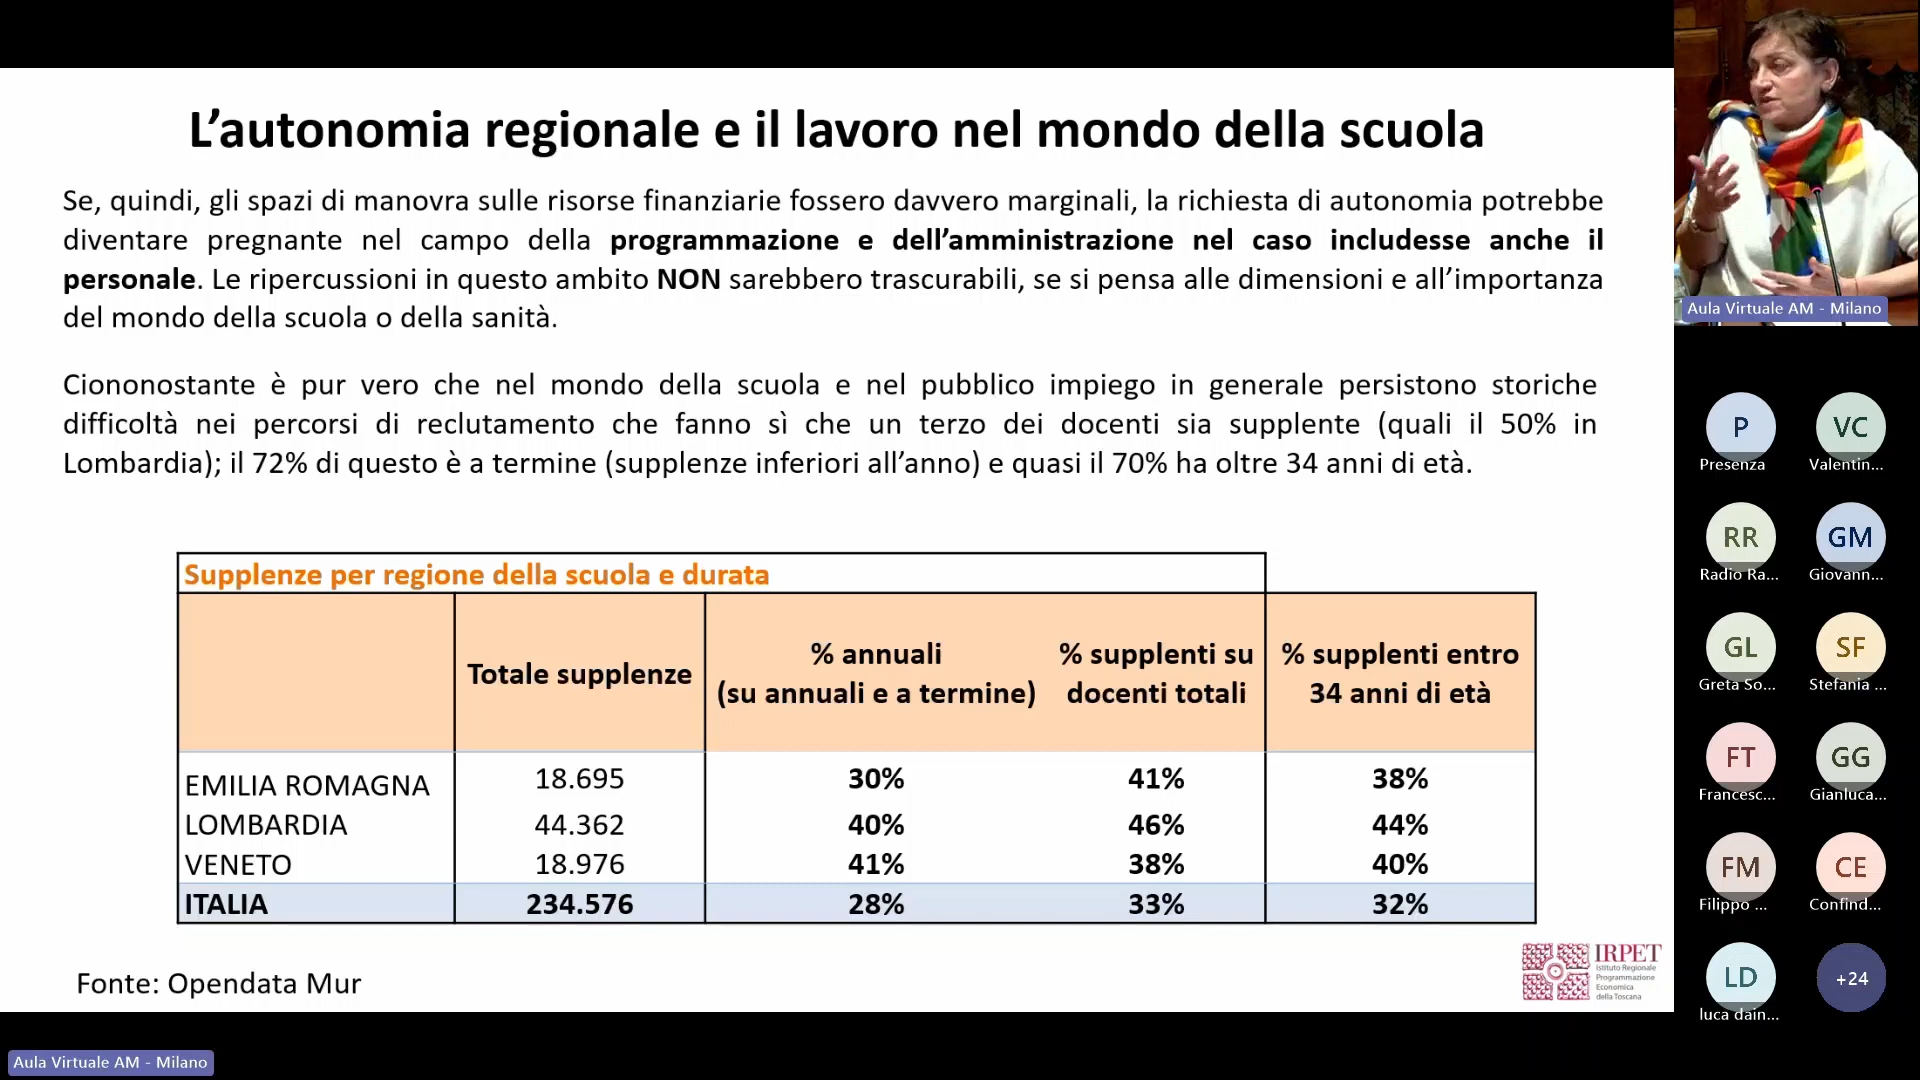 L’autonomia regionale e il lavoro nel mondo della scuola
Se, quindi, gli spazi di manovra sulle risorse finanziarie fossero davvero marginali, la richiesta di autonomia potrebbe
diventare pregnante nel campo della programmazione e dell’amministrazione nel caso includesse anche il
personale. Le ripercussioni in questo ambito NON sarebbero trascurabili, se si pensa alle dimensioni e all’importanza
del mondo della scuola o della sanità.
Ciononostante è pur vero che nel mondo della scuola e nel pubblico impiego in generale persistono storiche
difficoltà nei percorsi di reclutamento che fanno sì che un terzo dei docenti sia supplente (quali il 50% in
Lombardia); il 72% di questo è a termine (supplenze inferiori all’anno) e quasi il 70% ha oltre 34 anni di età.
Supplenze per regione della scuola e durata
Totale supplenze
% annuali
(su annuali e a termine)
% supplenti su
docenti totali
% supplenti entro
34 anni di età
EMILIA ROMAGNA 18.695 30% 41% 38%
LOMBARDIA 44.362 40% 46% 44%
VENETO 18.976 41% 38% 40%
ITALIA 234.576 28% 33% 32%
Fonte: Opendata Mur
IRPET
Istituto Regionale
Programmazione
Economica
della Toscana
Aula Virtuale AM - Milano
Aula Virtuale AM - Milano
P
Presenza
VC
Valentin...
RR
Radio Ra...
GM
Giovann...
GL
Greta So...
SF
Stefania ...
FT
Francesc...
GG
Gianluca...
FM
Filippo ...
CE
Confind...
LD
luca dain...
+24